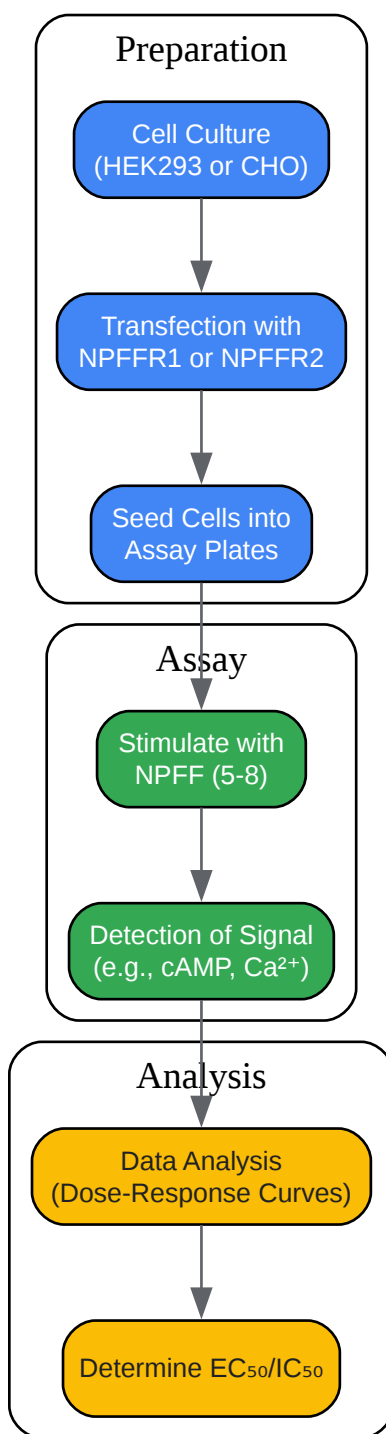 Preparation
Cell Culture
(HEK293 or CHO)
Transfection with
NPFFR1 or NPFFR2
Seed Cells into
Assay Plates
Assay
Stimulate with
NPFF (5-8)
Detection of Signal
(e.g., cAMP, Ca²⁺)
Analysis
Data Analysis
(Dose-Response Curves)
Determine EC₅₀/IC₅₀